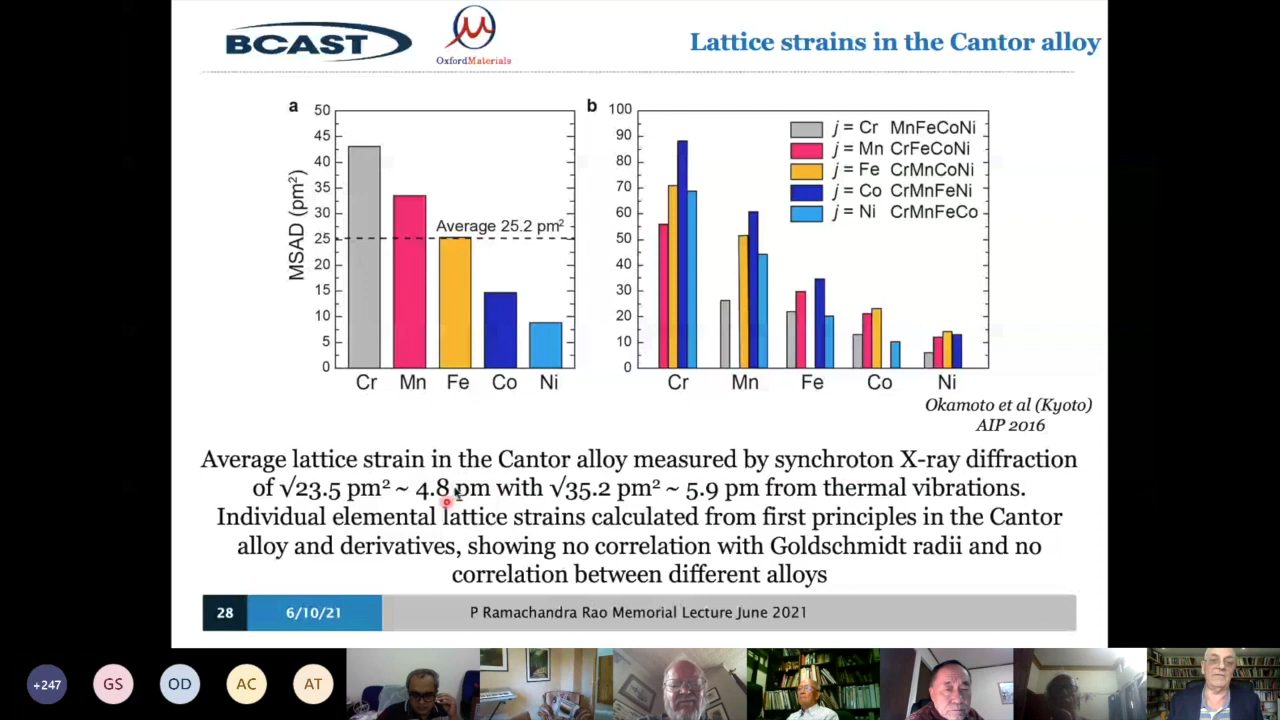 BCAST
OxfordMaterials
Lattice strains in the Cantor alloy
a
50
45
40
35
30
25
20
15
10
5
0
MSAD (pm²)
Average 25.2 pm²
Cr Mn Fe Co Ni
b
100
90
80
70
60
50
40
30
20
10
0
j = Cr MnFeCoNi
j = Mn CrFeCoNi
j = Fe CrMnCoNi
j = Co CrMnFeNi
j = Ni CrMnFeCo
Cr Mn Fe Co Ni
Okamoto et al (Kyoto)
AIP 2016
Average lattice strain in the Cantor alloy measured by synchroton X-ray diffraction
of √23.5 pm² ~ 4.8 pm with √35.2 pm² ~ 5.9 pm from thermal vibrations.
Individual elemental lattice strains calculated from first principles in the Cantor
alloy and derivatives, showing no correlation with Goldschmidt radii and no
correlation between different alloys
28 6/10/21 P Ramachandra Rao Memorial Lecture June 2021
+247 GS OD AC AT